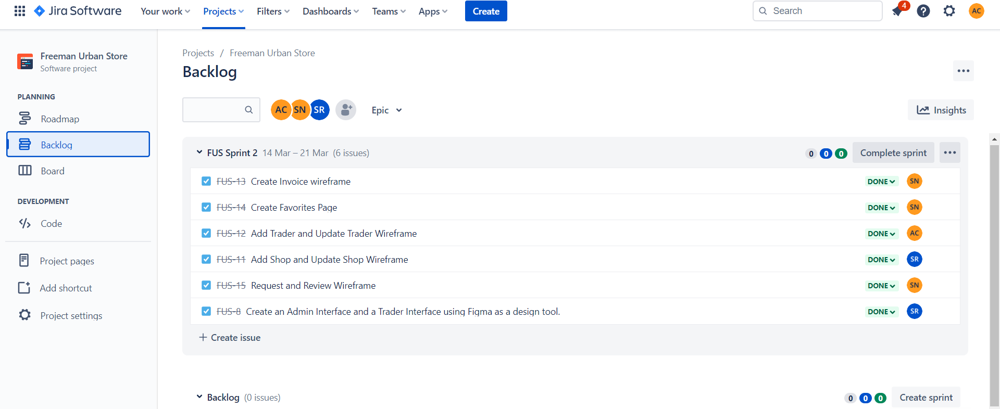 Jira Software Your work Projects Filters Dashboards Teams Apps Create Search 4 AC
Freeman Urban Store
Software project
PLANNING
Roadmap
Backlog
Board
DEVELOPMENT
Code
Project pages
Add shortcut
Project settings
Projects / Freeman Urban Store
Backlog
AC SN SR Epic Insights
FUS Sprint 2 14 Mar – 21 Mar (6 issues) 0 0 0 Complete sprint
FUS-13 Create Invoice wireframe DONE SN
FUS-14 Create Favorites Page DONE SN
FUS-12 Add Trader and Update Trader Wireframe DONE AC
FUS-11 Add Shop and Update Shop Wireframe DONE SR
FUS-15 Request and Review Wireframe DONE SN
FUS-8 Create an Admin Interface and a Trader Interface using Figma as a design tool. DONE SR
+ Create issue
Backlog (0 issues) 0 0 0 Create sprint